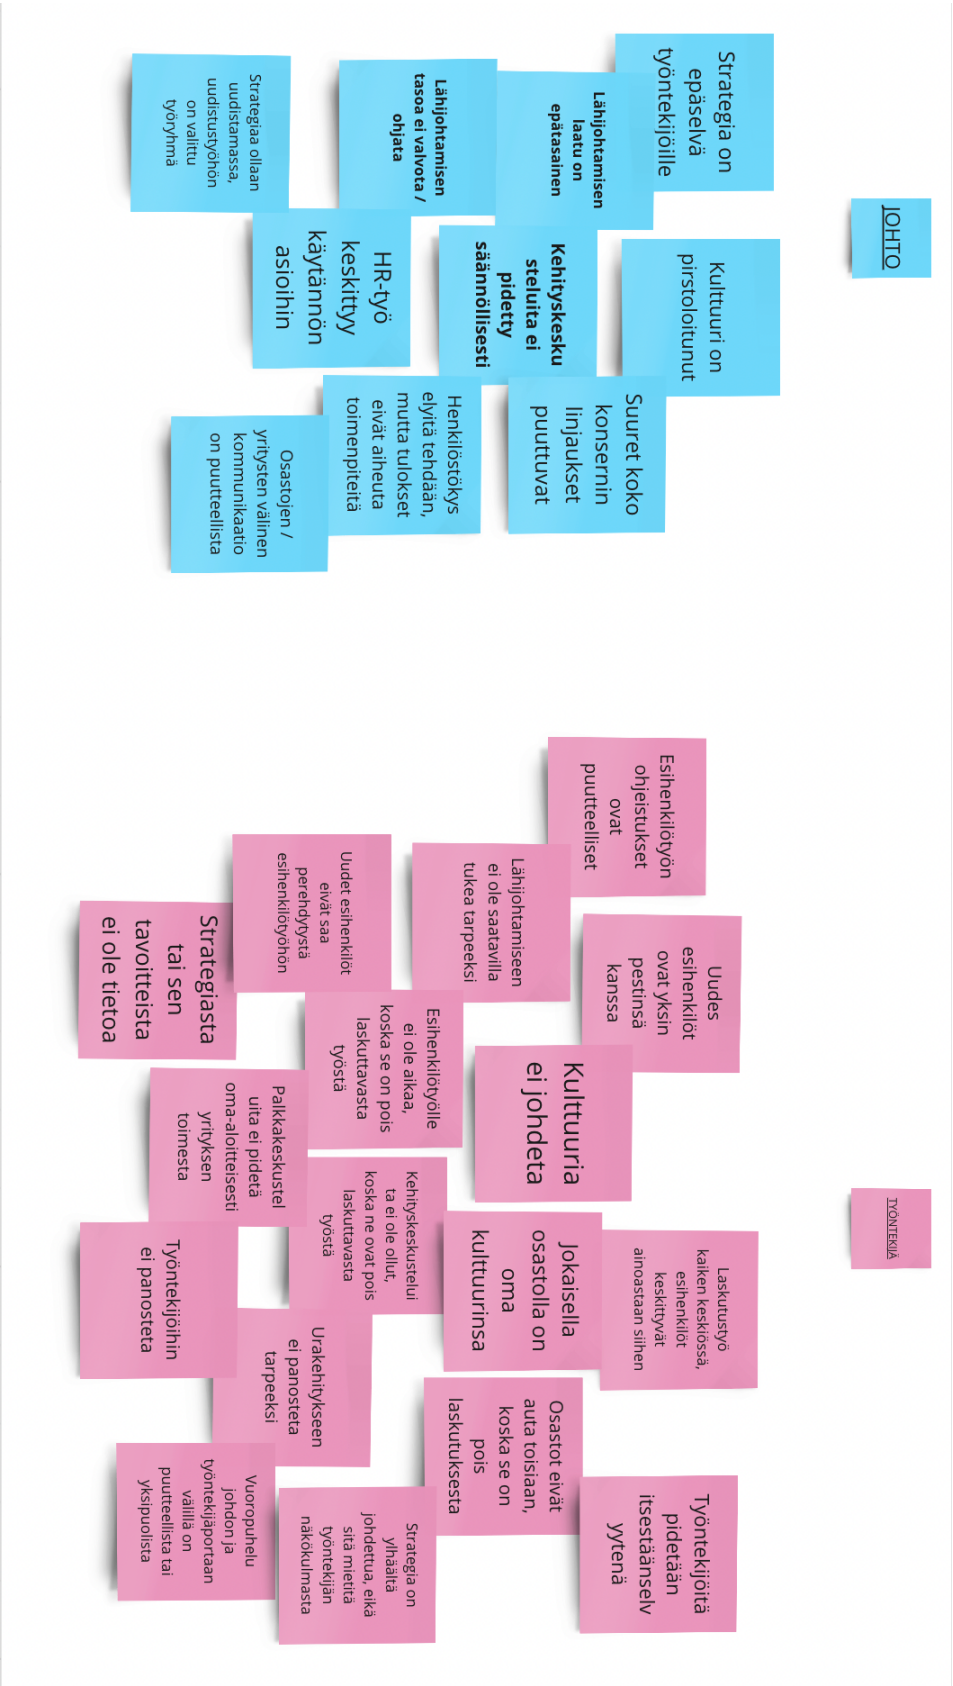 JOHTO
Strategia on
epäselvä
työntekijöille
Lähijohtamisen
laatu on
epätasainen
Lähijohtamisen
tasoa ei valvota /
ohjata
Strategiaa ollaan
uudistamassa,
uudistustyöhön
on valittu
työryhmä
Kulttuuri on
pirstoloitunut
Kehityskesku
steluita ei
pidetty
säännöllisesti
HR-työ
keskittyy
käytännön
asioihin
Suuret koko
konsernin
linjaukset
puuttuvat
Henkilöstökys
elyitä tehdään,
mutta tulokset
eivät aiheuta
toimenpiteitä
Osastojen /
yritysten välinen
kommunikaatio
on puutteellista
TYÖNTEKIJÄ
Esihenkilötyön
ohjeistukset
ovat
puutteelliset
Lähijohtamiseen
ei ole saatavilla
tukea tarpeeksi
Uudet esihenkilöt
eivät saa
perehdytystä
esihenkilötyöhön
Strategiasta
tai sen
tavoitteista
ei ole tietoa
Uudes
esihenkilöt
ovat yksin
pestinsä
kanssa
Esihenkilötyölle
ei ole aikaa,
koska se on pois
laskuttavasta
työstä
Kulttuuria
ei johdeta
Palkkakeskustel
uita ei pidetä
oma-aloitteisesti
yrityksen
toimesta
Kehityskeskustelui
ta ei ole ollut,
koska ne ovat pois
laskuttavasta
työstä
Jokaisella
osastolla on
oma
kulttuurinsa
Laskutustyö
kaiken keskiössä,
esihenkilöt
keskittyvät
ainoastaan siihen
Työntekijöihin
ei panosteta
Urakehitykseen
ei panosteta
tarpeeksi
Osastot eivät
auta toisiaan,
koska se on
pois
laskutuksesta
Työntekijöitä
pidetään
itsestäänselv
yytenä
Strategia on
ylhäältä
johdettua, eikä
sitä mietitä
työntekijän
näkökulmasta
Vuoropuhelu
johdon ja
työntekijäportaan
välillä on
puutteellista tai
yksipuolista